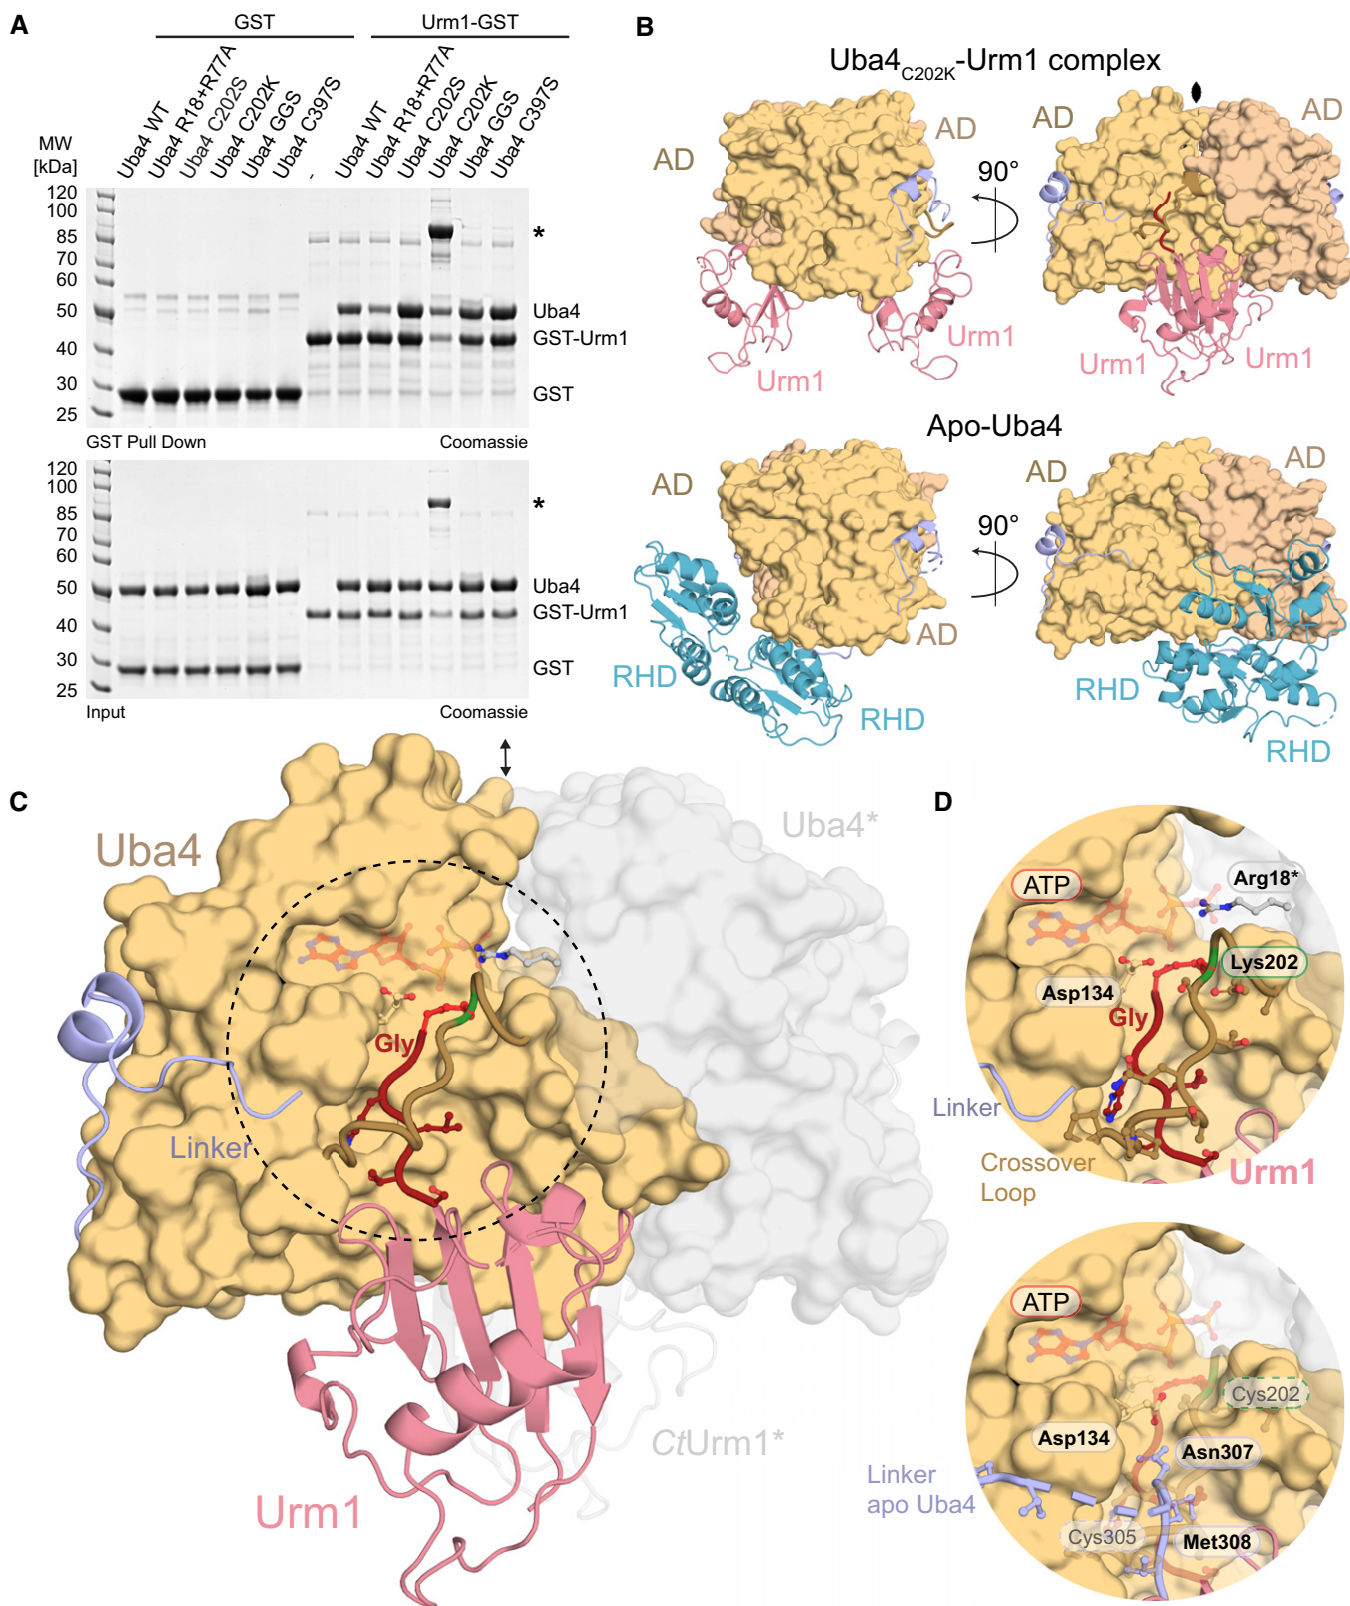 A
GST
Urm1-GST
Uba4 WT
Uba4 R18+R77A
Uba4 C202S
Uba4 C202K
Uba4 GGS
Uba4 C397S
-
Uba4 WT
Uba4 R18+R77A
Uba4 C202S
Uba4 C202K
Uba4 GGS
Uba4 C397S
MW
[kDa]
120
100
85
70
60
50
40
30
25
*
Uba4
GST-Urm1
GST
GST Pull Down
Coomassie
120
100
85
70
60
50
40
30
25
*
Uba4
GST-Urm1
GST
Input
Coomassie
B
Uba4C202K-Urm1 complex
AD
AD
Urm1
Urm1
90°
AD
AD
Urm1
Urm1
Apo-Uba4
AD
AD
RHD
RHD
90°
AD
AD
RHD
RHD
C
Uba4
Uba4*
Gly
Linker
CtUrm1*
Urm1
D
ATP
Arg18*
Lys202
Asp134
Gly
Linker
Crossover
Loop
Urm1
ATP
Cys202
Asp134
Asn307
Linker
apo Uba4
Cys305
Met308